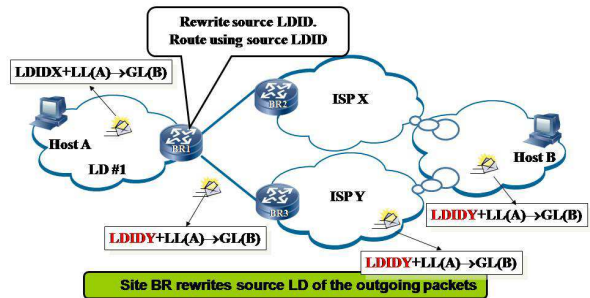 Rewrite source LDID.
Route using source LDID
LDIDX+LL(A)→GL(B)
BR2
ISP X
Host A
BR1
Host B
LD #1
ISP Y
BR3
LDIDY+LL(A)→GL(B)
LDIDY+LL(A)→GL(B)
LDIDY+LL(A)→GL(B)
Site BR rewrites source LD of the outgoing packets